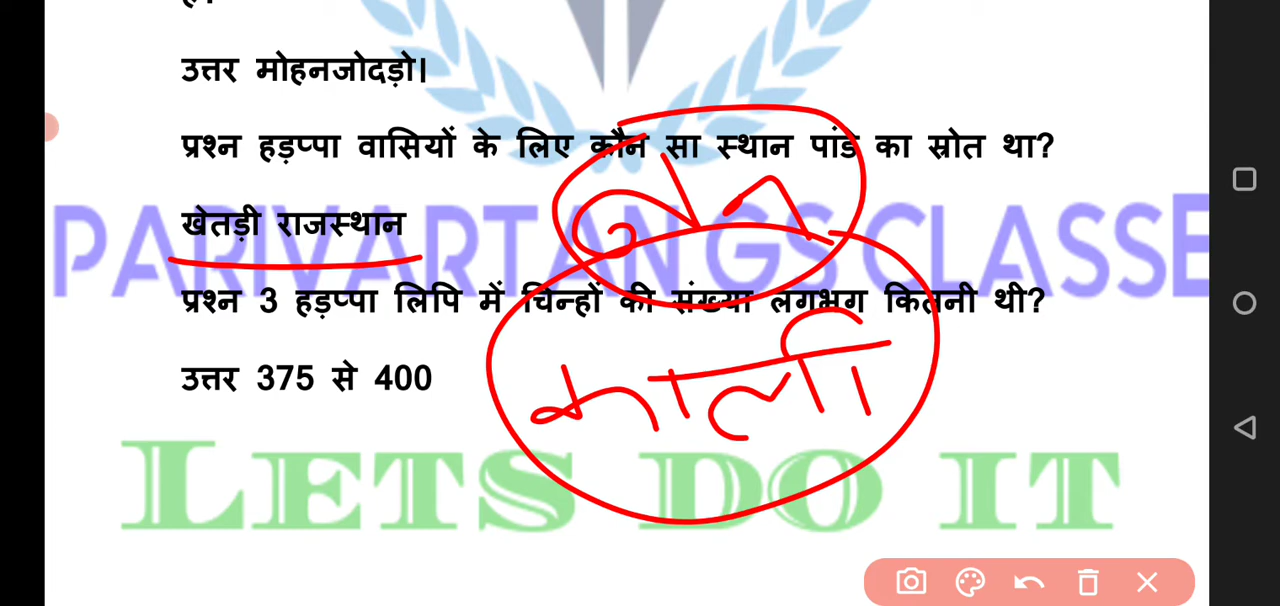 उत्तर मोहनजोदड़ो।
प्रश्न हड़प्पा वासियों के लिए कौन सा स्थान पांड का स्रोत था?
खेतड़ी राजस्थान
PARIVARTAN GS CLASSE
प्रश्न 3 हड़प्पा लिपि में चिन्हों की संख्या लगभग कितनी थी?
उत्तर 375 से 400
LETS DO IT